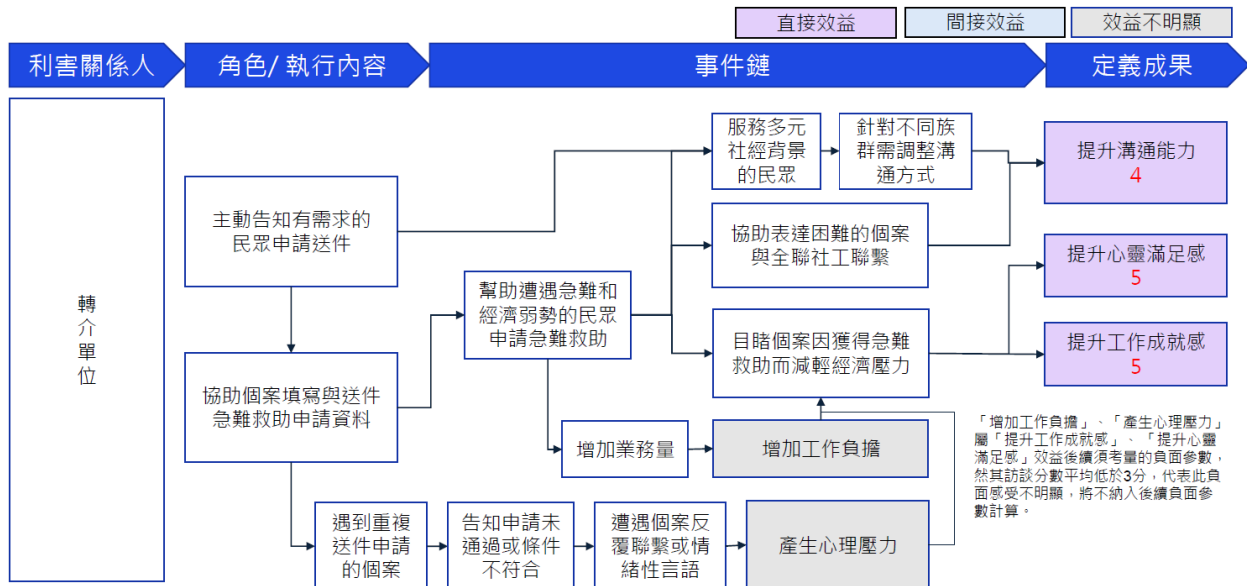 直接效益
間接效益
效益不明顯
利害關係人
角色/ 執行內容
事件鏈
定義成果
轉
介
單
位
主動告知有需求的
民眾申請送件
協助個案填寫與送件
急難救助申請資料
幫助遭遇急難和
經濟弱勢的民眾
申請急難救助
服務多元
社經背景
的民眾
針對不同族
群需調整溝
通方式
協助表達困難的個案
與全聯社工聯繫
目睹個案因獲得急難
救助而減輕經濟壓力
增加業務量
增加工作負擔
遇到重複
送件申請
的個案
告知申請未
通過或條件
不符合
遭遇個案反
覆聯繫或情
緒性言語
產生心理壓力
提升溝通能力
4
提升心靈滿足感
5
提升工作成就感
5
「增加工作負擔」、「產生心理壓力」
屬「提升工作成就感」、「提升心靈
滿足感」效益後續須考量的負面參數，
然其訪談分數平均低於3分，代表此負
面感受不明顯，將不納入後續負面參
數計算。